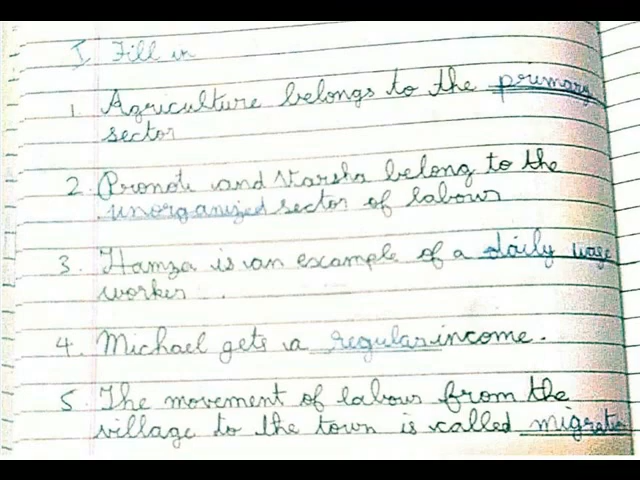 I Fill in
1. Agriculture belongs to the primary
sector
2. Pronoti and Varsha belong to the
unorganized sector of labour
3. Hamza is an example of a daily wage
worker.
4. Michael gets a regular income.
5. The movement of labour from the
village to the town is called migratio